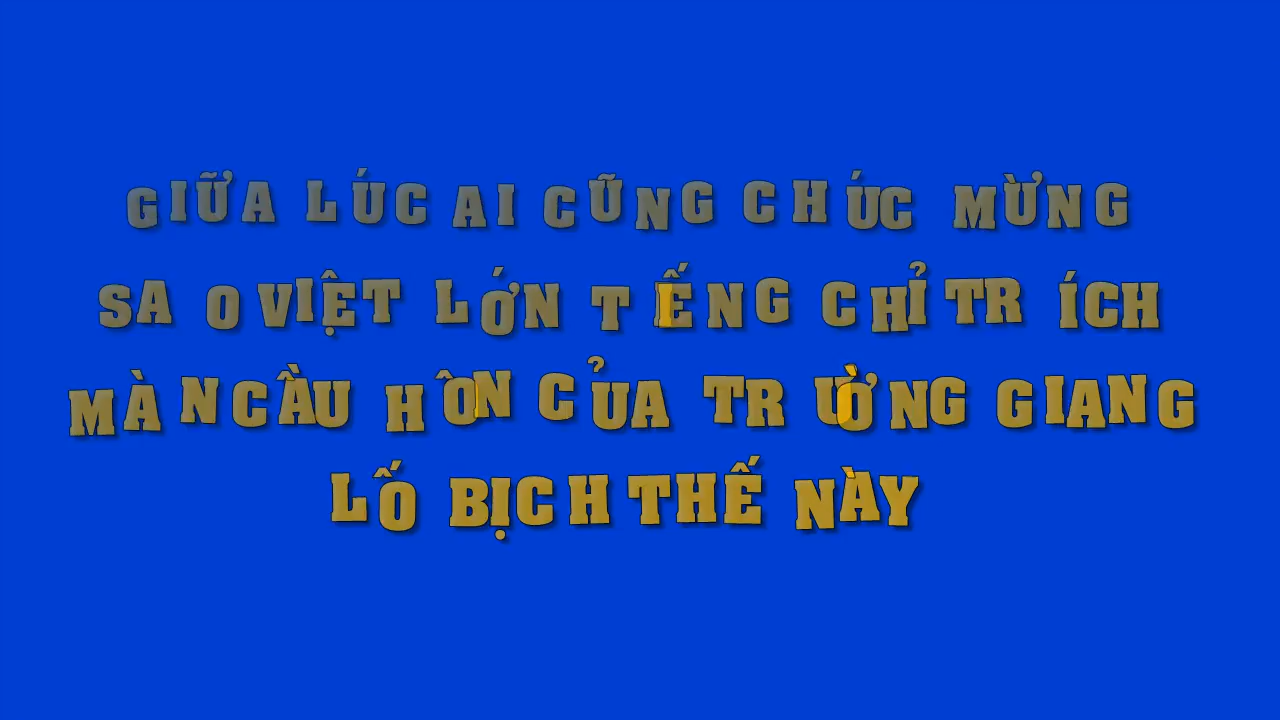 GIỮA LÚC AI CŨNG CHÚC MỪNG
SAO VIỆT LỚN TIẾNG CHỈ TRÍCH
MÀN CẦU HÔN CỦA TRƯỜNG GIANG
LỐ BỊCH THẾ NÀY